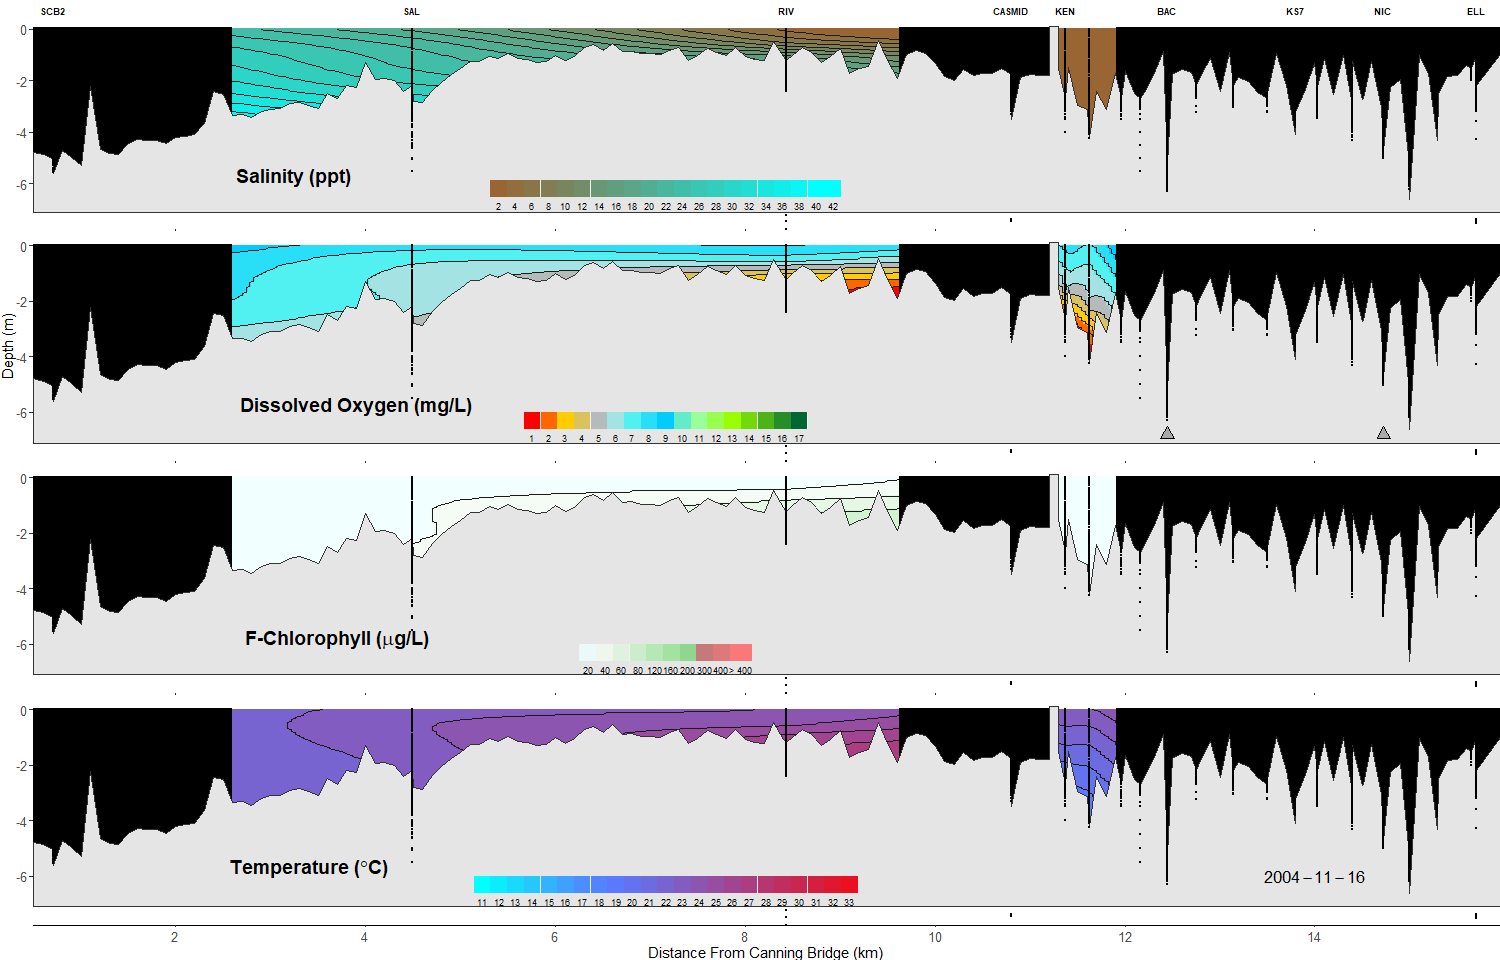 SCB2 SAL RIV CASMID KEN BAC KS7 NIC ELL
0
-2
-4
-6
Salinity (ppt)
2 4 6 8 10 12 14 16 18 20 22 24 26 28 30 32 34 36 38 40 42
0
-2
-4
-6
Depth (m)
Dissolved Oxygen (mg/L)
1 2 3 4 5 6 7 8 9 10 11 12 13 14 15 16 17
0
-2
-4
-6
F-Chlorophyll (µg/L)
20 40 60 80 120 160 200 300 400 > 400
0
-2
-4
-6
Temperature (°C)
2004 – 11 – 16
11 12 13 14 15 16 17 18 19 20 21 22 23 24 25 26 27 28 29 30 31 32 33
2 4 6 8 10 12 14
Distance From Canning Bridge (km)